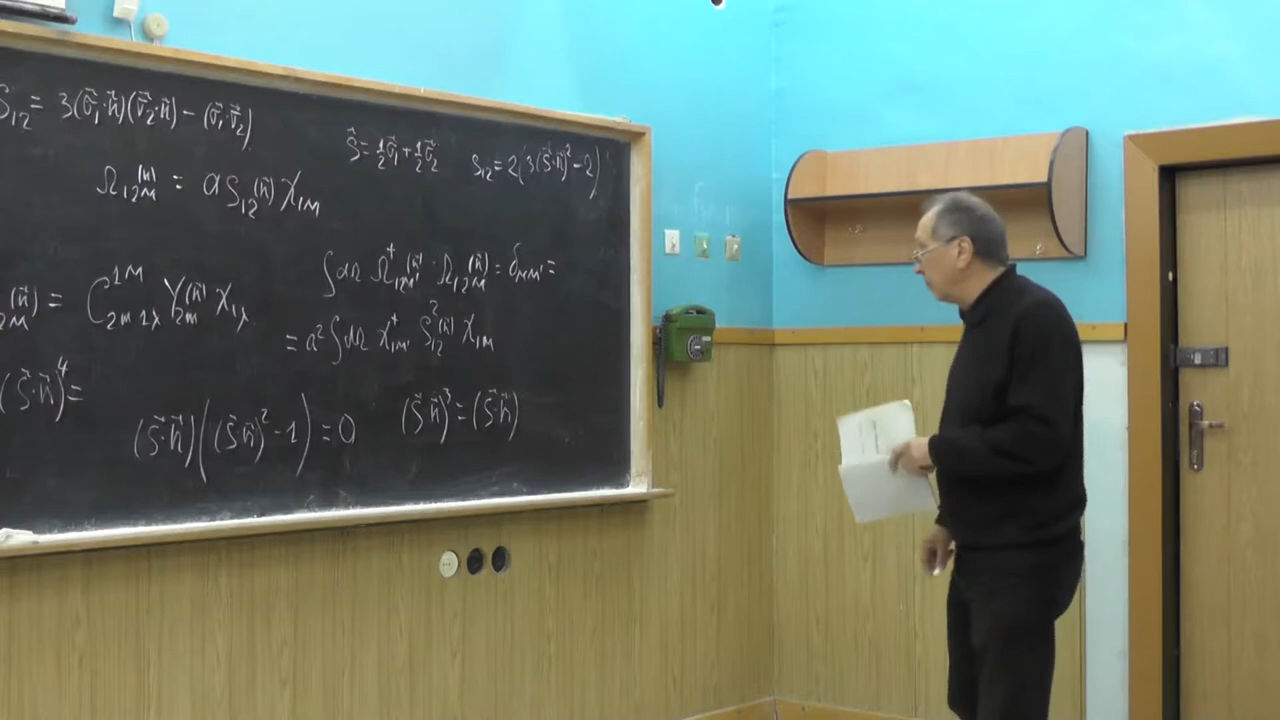 S₁₂ = 3(σ⃗₁·n⃗)(σ⃗₂·n⃗) − (σ⃗₁·σ⃗₂)
S⃗ = ½σ⃗₁ + ½σ⃗₂
S₁₂ = 2(3(S⃗·n⃗)² − 2)
Ω₁₂M(n⃗) = a S₁₂(n⃗) χ₁M
∫dΩ Ω⁺₁₂M'(n⃗) · Ω₁₂M(n⃗) = δMM' =
₂M(n⃗) = C¹ᴹ₂m 1λ Y₂m(n⃗) χ₁λ
= a² ∫dΩ χ⁺₁M' S²₁₂(n⃗) χ₁M
(S⃗·n⃗)⁴ =
(S⃗·n⃗)((S⃗·n⃗)² − 1) = 0
(S⃗·n⃗)³ = (S⃗·n⃗)